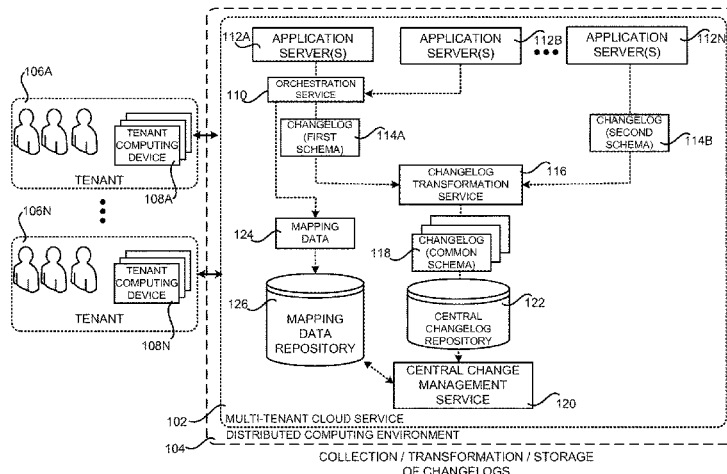 112A
APPLICATION
SERVER(S)
APPLICATION
SERVER(S)
112B
APPLICATION
SERVER(S)
112N
106A
110
ORCHESTRATION
SERVICE
CHANGELOG
(FIRST
SCHEMA)
114A
CHANGELOG
(SECOND
SCHEMA)
114B
TENANT
COMPUTING
DEVICE
TENANT
108A
CHANGELOG
TRANSFORMATION
SERVICE
116
106N
124
MAPPING
DATA
118
CHANGELOG
(COMMON
SCHEMA)
TENANT
COMPUTING
DEVICE
TENANT
108N
126
MAPPING
DATA
REPOSITORY
122
CENTRAL
CHANGELOG
REPOSITORY
CENTRAL CHANGE
MANAGEMENT
SERVICE
120
102
MULTI-TENANT CLOUD SERVICE
104
DISTRIBUTED COMPUTING ENVIRONMENT
COLLECTION / TRANSFORMATION / STORAGE
OF CHANGELOGS